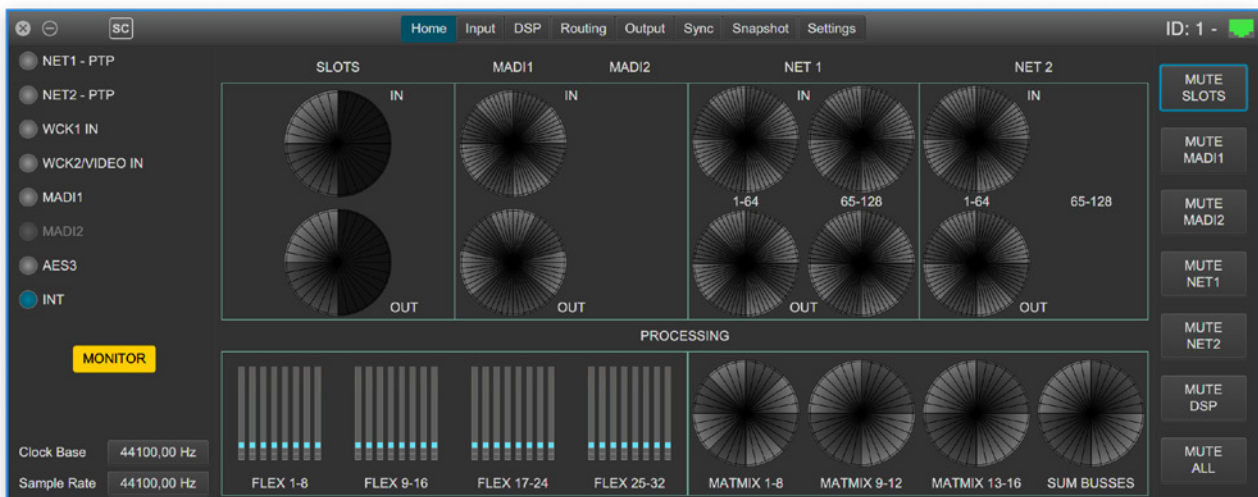 SC
Home Input DSP Routing Output Sync Snapshot Settings
ID: 1 -
NET1 - PTP
NET2 - PTP
WCK1 IN
WCK2/VIDEO IN
MADI1
MADI2
AES3
INT
MONITOR
Clock Base 44100,00 Hz
Sample Rate 44100,00 Hz
SLOTS MADI1 MADI2 NET 1 NET 2
IN IN IN IN
1-64 65-128 1-64 65-128
OUT OUT OUT OUT
PROCESSING
FLEX 1-8 FLEX 9-16 FLEX 17-24 FLEX 25-32 MATMIX 1-8 MATMIX 9-12 MATMIX 13-16 SUM BUSSES
MUTE
SLOTS
MUTE
MADI1
MUTE
MADI2
MUTE
NET1
MUTE
NET2
MUTE
DSP
MUTE
ALL